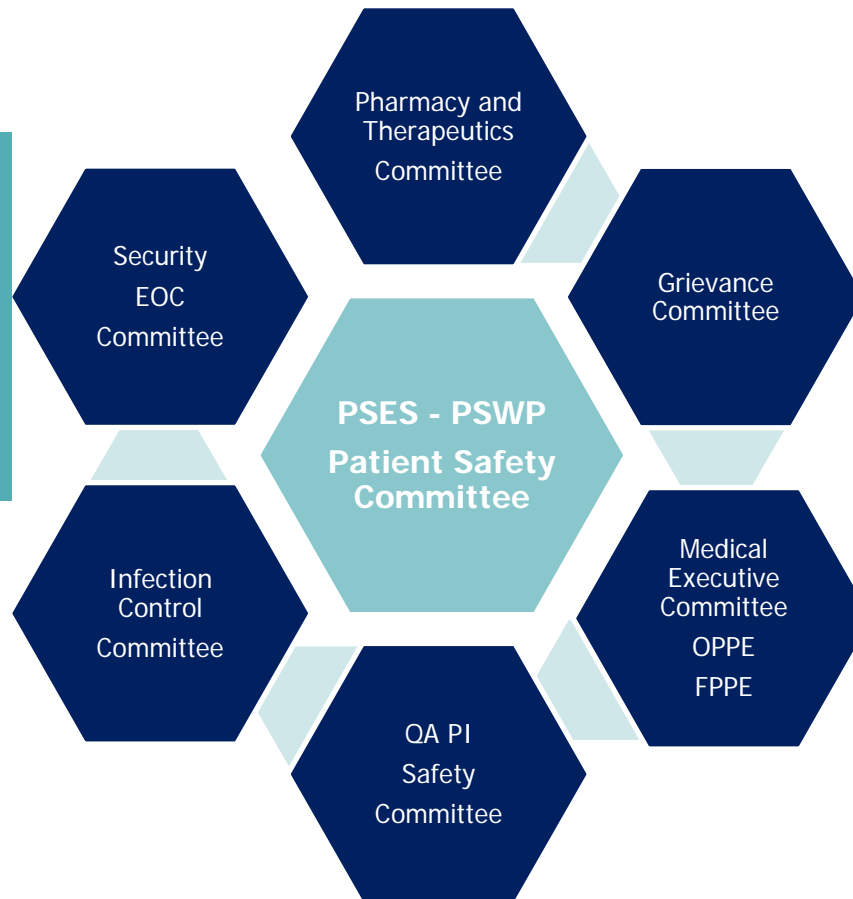 Pharmacy and
Therapeutics
Committee
Security
EOC
Committee
Grievance
Committee
PSES - PSWP
Patient Safety
Committee
Infection
Control
Committee
Medical
Executive
Committee
OPPE
FPPE
QA PI
Safety
Committee